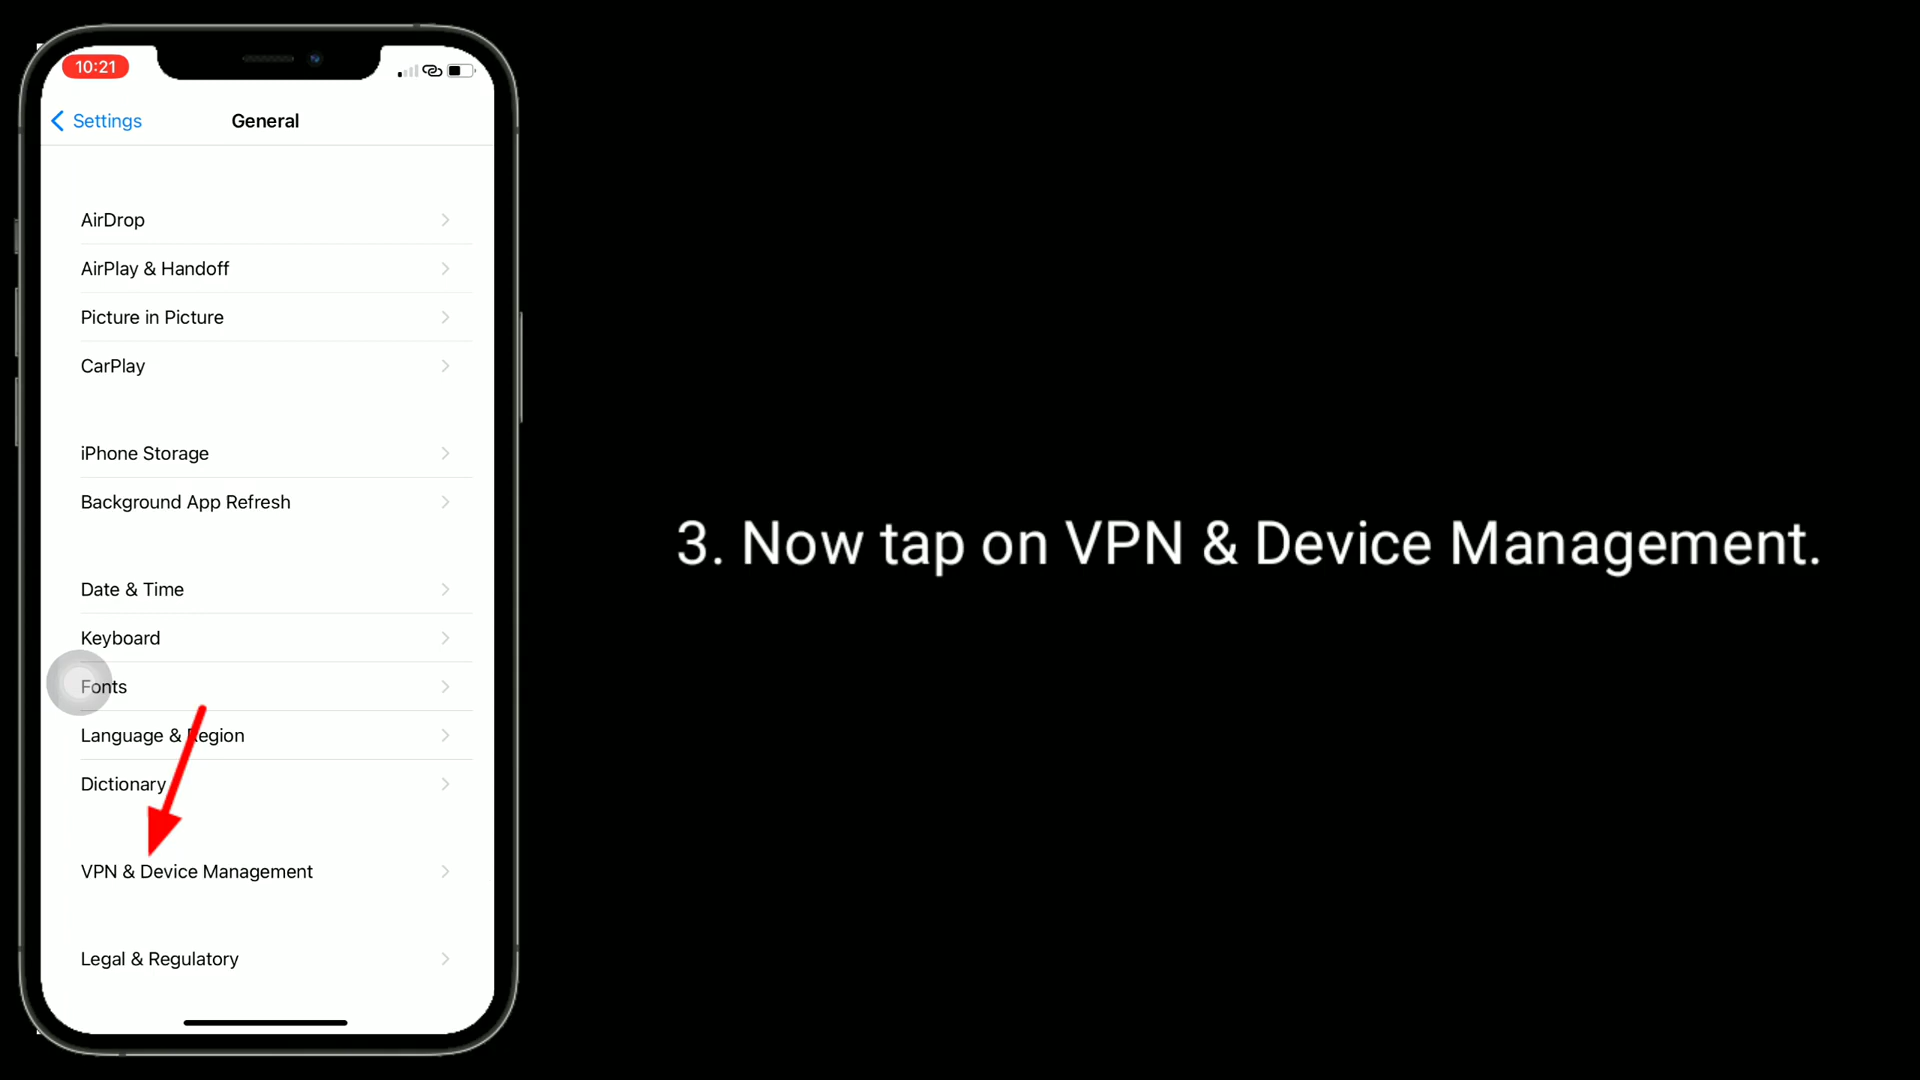 10:21
Settings
General
AirDrop
AirPlay & Handoff
Picture in Picture
CarPlay
iPhone Storage
Background App Refresh
Date & Time
Keyboard
Fonts
Language & Region
Dictionary
VPN & Device Management
Legal & Regulatory
3. Now tap on VPN & Device Management.